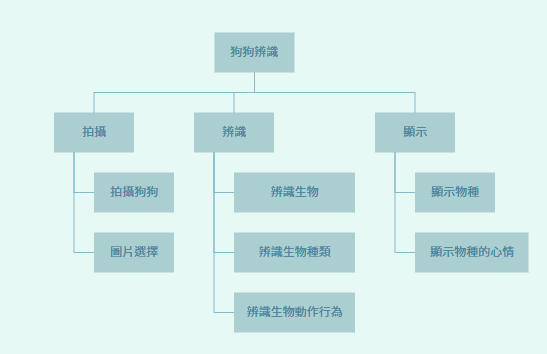 狗狗辨識
拍攝
辨識
顯示
拍攝狗狗
辨識生物
顯示物種
圖片選擇
辨識生物種類
顯示物種的心情
辨識生物動作行為